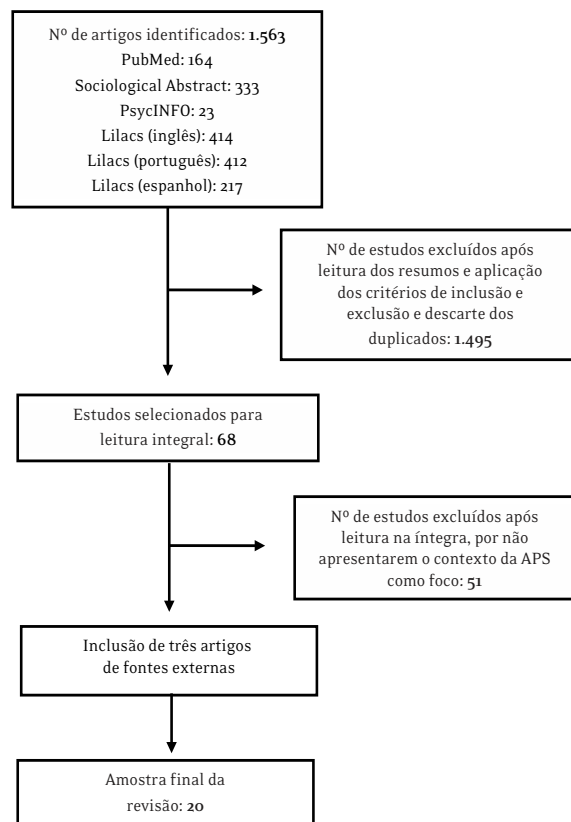 Nº de artigos identificados: 1.563
PubMed: 164
Sociological Abstract: 333
PsycINFO: 23
Lilacs (inglês): 414
Lilacs (português): 412
Lilacs (espanhol): 217
Nº de estudos excluídos após
leitura dos resumos e aplicação
dos critérios de inclusão e
exclusão e descarte dos
duplicados: 1.495
Estudos selecionados para
leitura integral: 68
Nº de estudos excluídos após
leitura na íntegra, por não
apresentarem o contexto da APS
como foco: 51
Inclusão de três artigos
de fontes externas
Amostra final da
revisão: 20